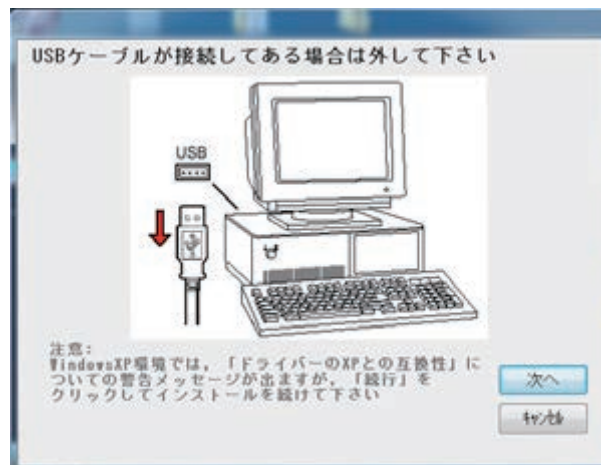 USBケーブルが接続してある場合は外して下さい
USB
注意:
WindowsXP環境では,「ドライバーのXPとの互換性」に
ついての警告メッセージが出ますが,「続行」を
クリックしてインストールを続けて下さい
次へ
ｷｬﾝｾﾙ